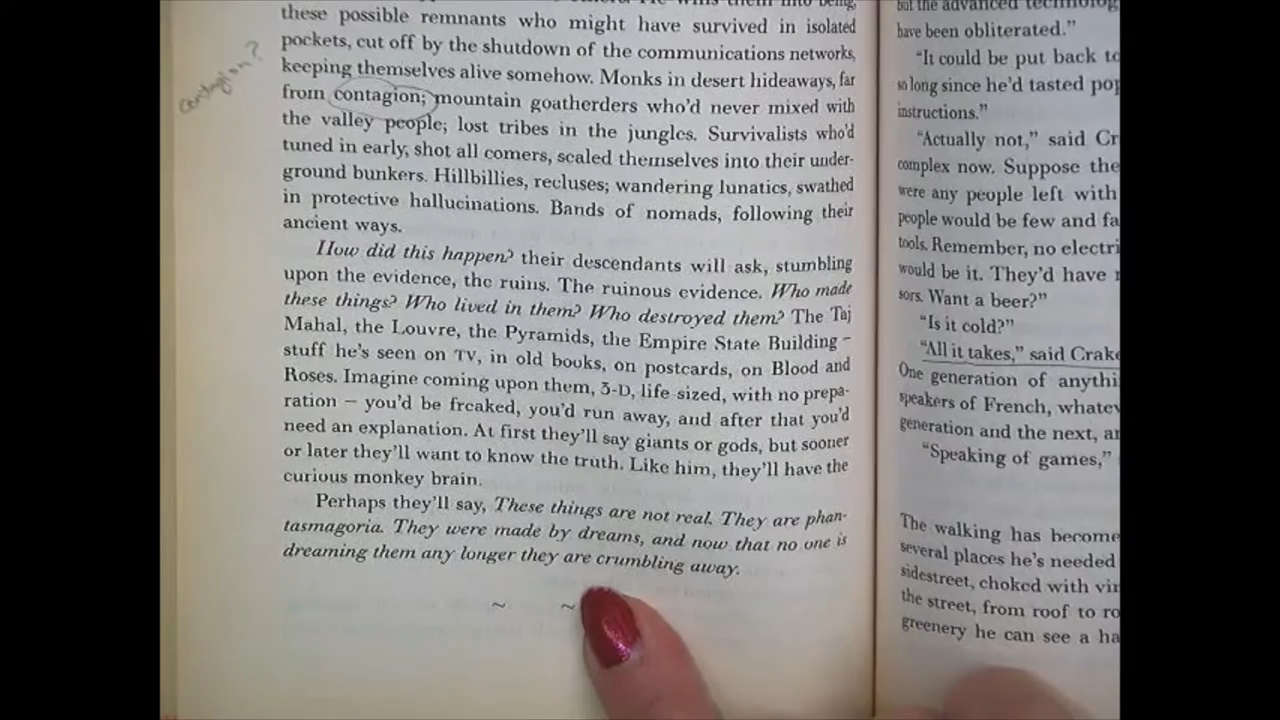 these possible remnants who might have survived in isolated
pockets, cut off by the shutdown of the communications networks,
keeping themselves alive somehow. Monks in desert hideaways, far
from contagion; mountain goatherders who'd never mixed with
the valley people; lost tribes in the jungles. Survivalists who'd
tuned in early, shot all comers, scaled themselves into their under-
ground bunkers. Hillbillies, recluses; wandering lunatics, swathed
in protective hallucinations. Bands of nomads, following their
ancient ways.
How did this happen? their descendants will ask, stumbling
upon the evidence, the ruins. The ruinous evidence. Who made
these things? Who lived in them? Who destroyed them? The Taj
Mahal, the Louvre, the Pyramids, the Empire State Building –
stuff he's seen on TV, in old books, on postcards, on Blood and
Roses. Imagine coming upon them, 3-D, life sized, with no prepa-
ration – you'd be freaked, you'd run away, and after that you'd
need an explanation. At first they'll say giants or gods, but sooner
or later they'll want to know the truth. Like him, they'll have the
curious monkey brain.
Perhaps they'll say, These things are not real. They are phan-
tasmagoria. They were made by dreams, and now that no one is
dreaming them any longer they are crumbling away.
~ ~
contagion?
but the advanced
have been obliterated."
"It could be put back to
so long since he'd tasted
instructions."
"Actually not," said
complex now. Suppose the
were any people left with
people would be few and
tools. Remember, no
would be it. They'd have
sors. Want a beer?"
"Is it cold?"
"All it takes," said Crake
One generation of
speakers of French,
generation and the next,
"Speaking of games,"
The walking has become
several places he's needed
sidestreet, choked with
the street, from roof to
greenery he can see a